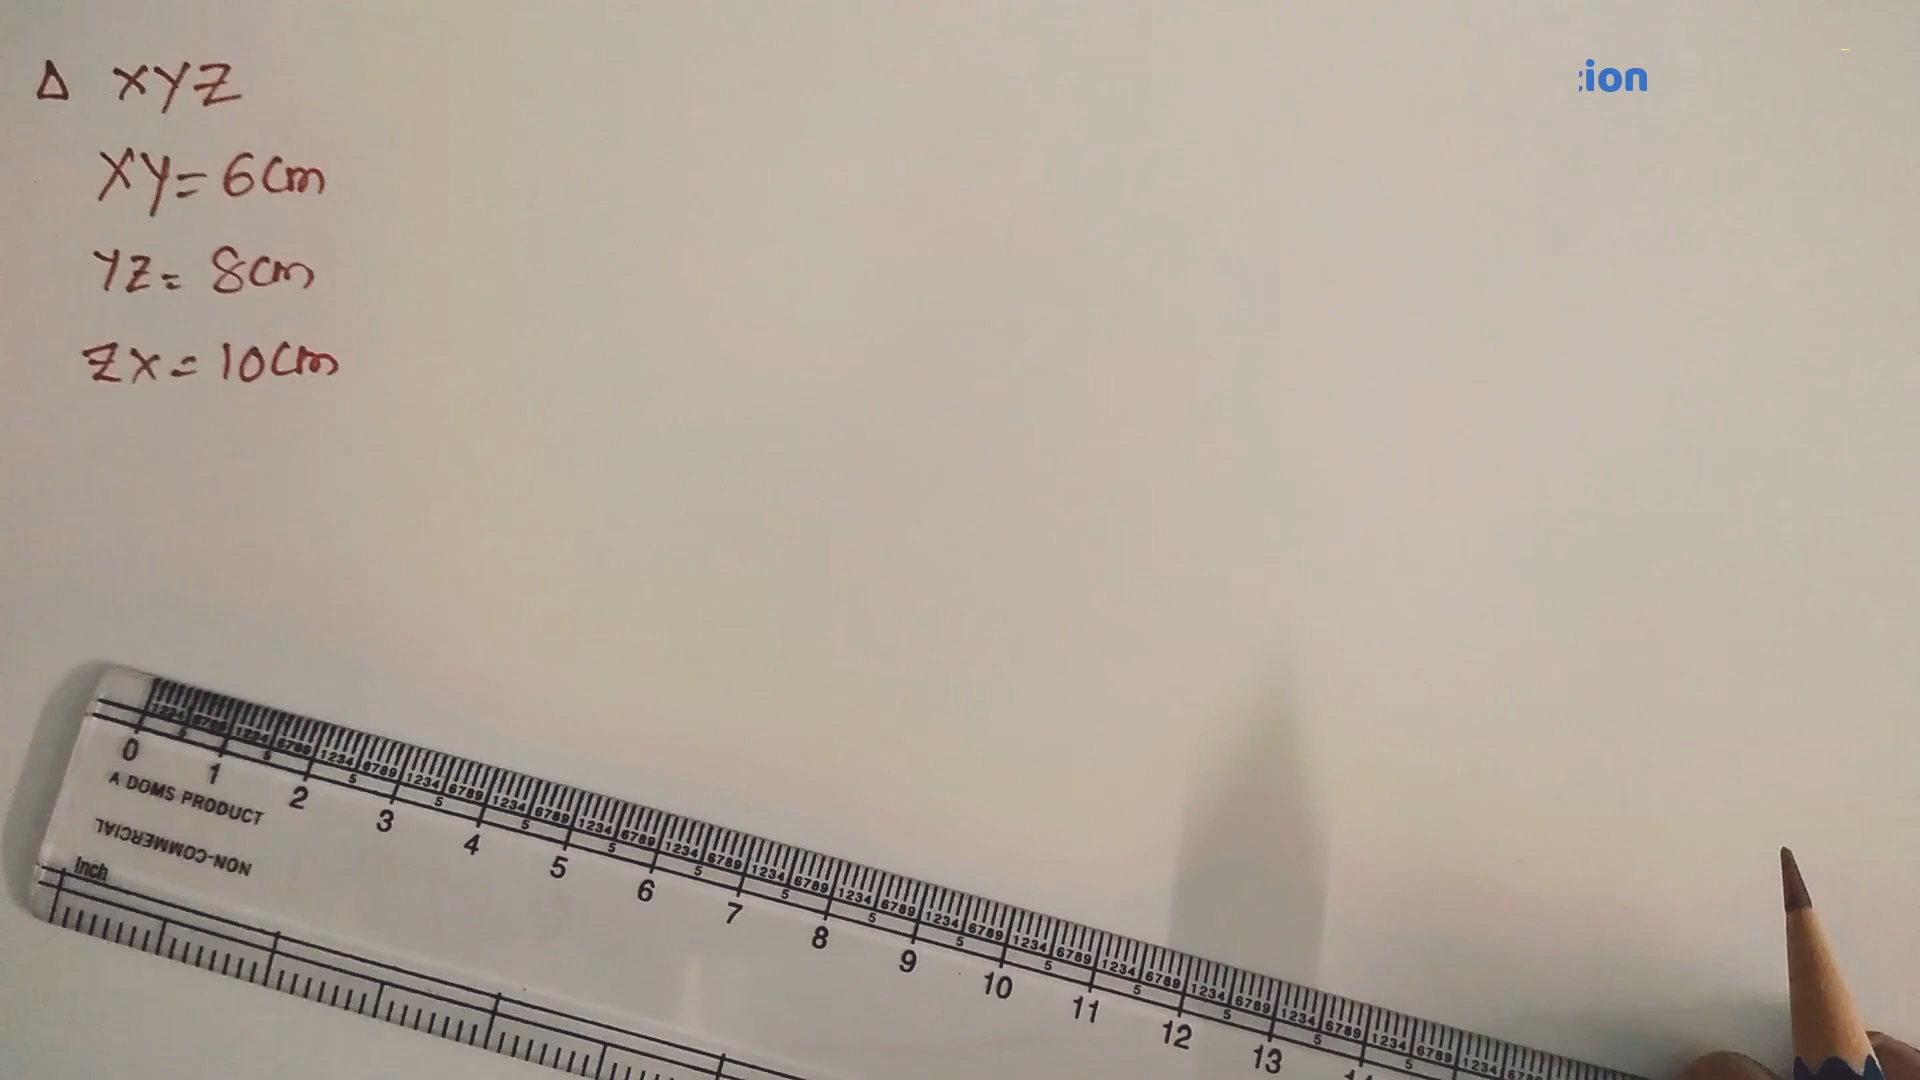 Δ XYZ
XY = 6cm
YZ = 8cm
ZX = 10cm
ion
0 1 2 3 4 5 6 7 8 9 10 11 12 13
A DOMS PRODUCT
NON-COMMERCIAL
Inch